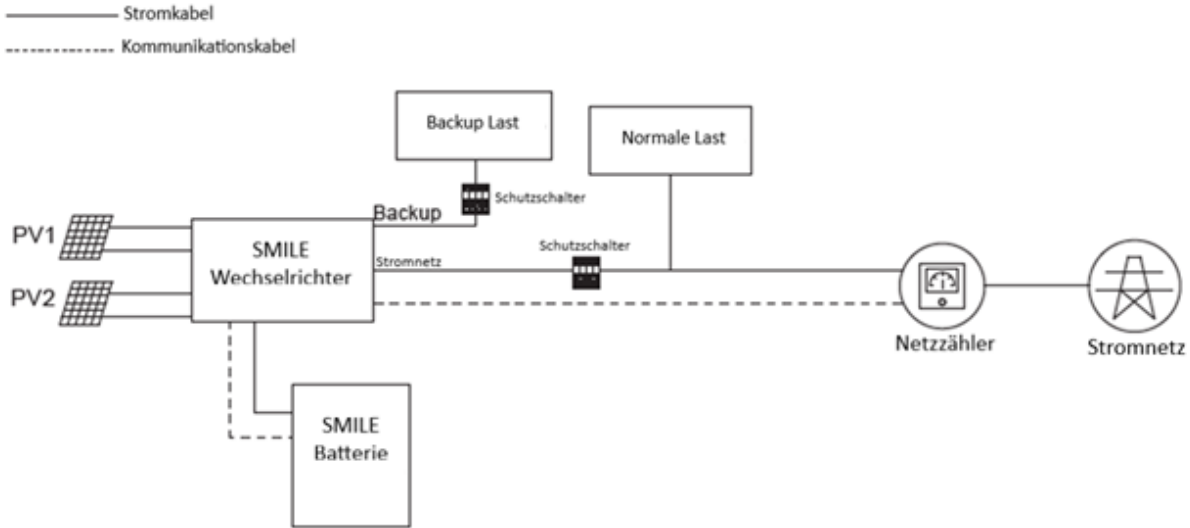 Stromkabel
Kommunikationskabel
Backup Last
Normale Last
Schutzschalter
Backup
PV1
SMILE
Wechselrichter
Schutzschalter
Stromnetz
PV2
Netzzähler
Stromnetz
SMILE
Batterie